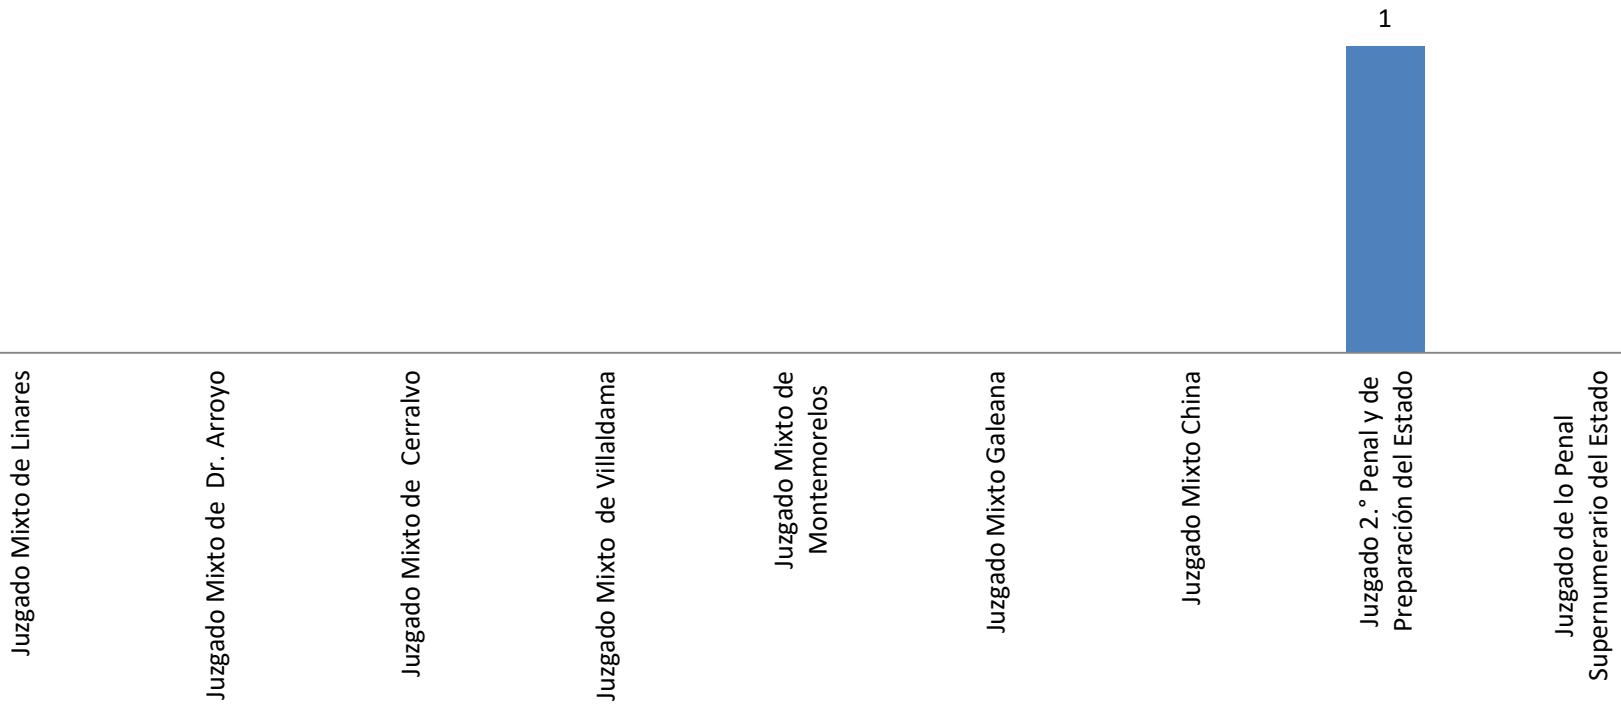 1
Juzgado Mixto de Linares
Juzgado Mixto de  Dr. Arroyo
Juzgado Mixto de  Cerralvo
Juzgado Mixto  de Villaldama
Juzgado Mixto de
Montemorelos
Juzgado Mixto Galeana
Juzgado Mixto China
Juzgado 2.° Penal y de
Preparación del Estado
Juzgado de lo Penal
Supernumerario del Estado